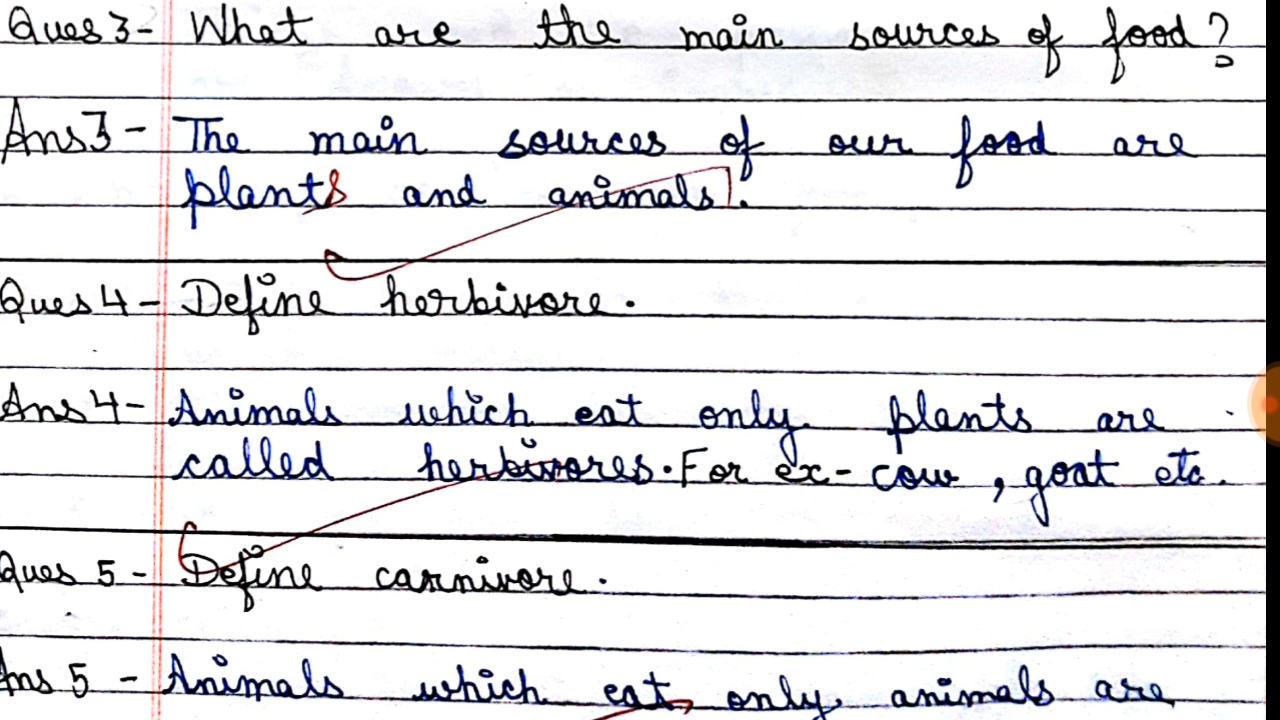 Ques 3- What are the main sources of food?
Ans 3- The main sources of our food are
plants and animals.
Ques 4- Define herbivore.
Ans 4- Animals which eat only plants are
called herbivores. For ex- cow, goat etc.
Ques 5- Define carnivore.
Ans 5 - Animals which eat only animals are